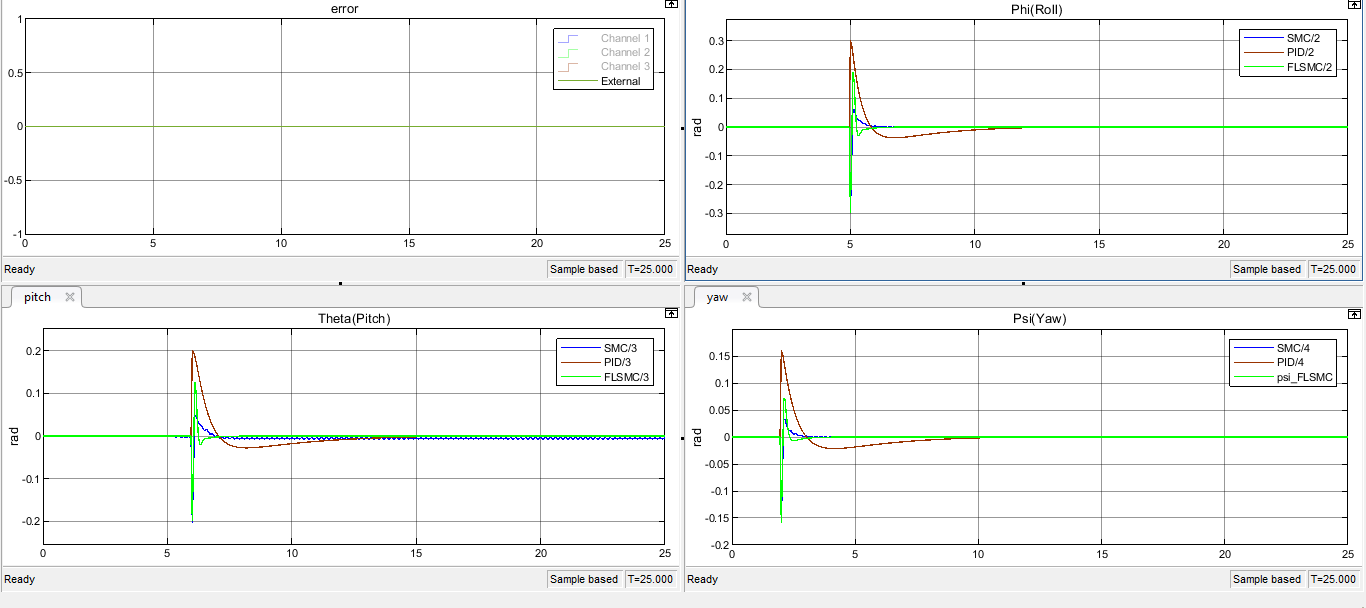 error
1
0.5
0
-0.5
-1
0
5
10
15
20
25
Channel 1
Channel 2
Channel 3
External
Ready
Sample based
T=25.000
Phi(Roll)
rad
0.3
0.2
0.1
0
-0.1
-0.2
-0.3
0
5
10
15
20
25
SMC/2
PID/2
FLSMC/2
Ready
Sample based
T=25.000
pitch
Theta(Pitch)
rad
0.2
0.1
0
-0.1
-0.2
0
5
10
15
20
25
SMC/3
PID/3
FLSMC/3
Ready
Sample based
T=25.000
yaw
Psi(Yaw)
rad
0.15
0.1
0.05
0
-0.05
-0.1
-0.15
-0.2
0
5
10
15
20
25
SMC/4
PID/4
psi_FLSMC
Ready
Sample based
T=25.000